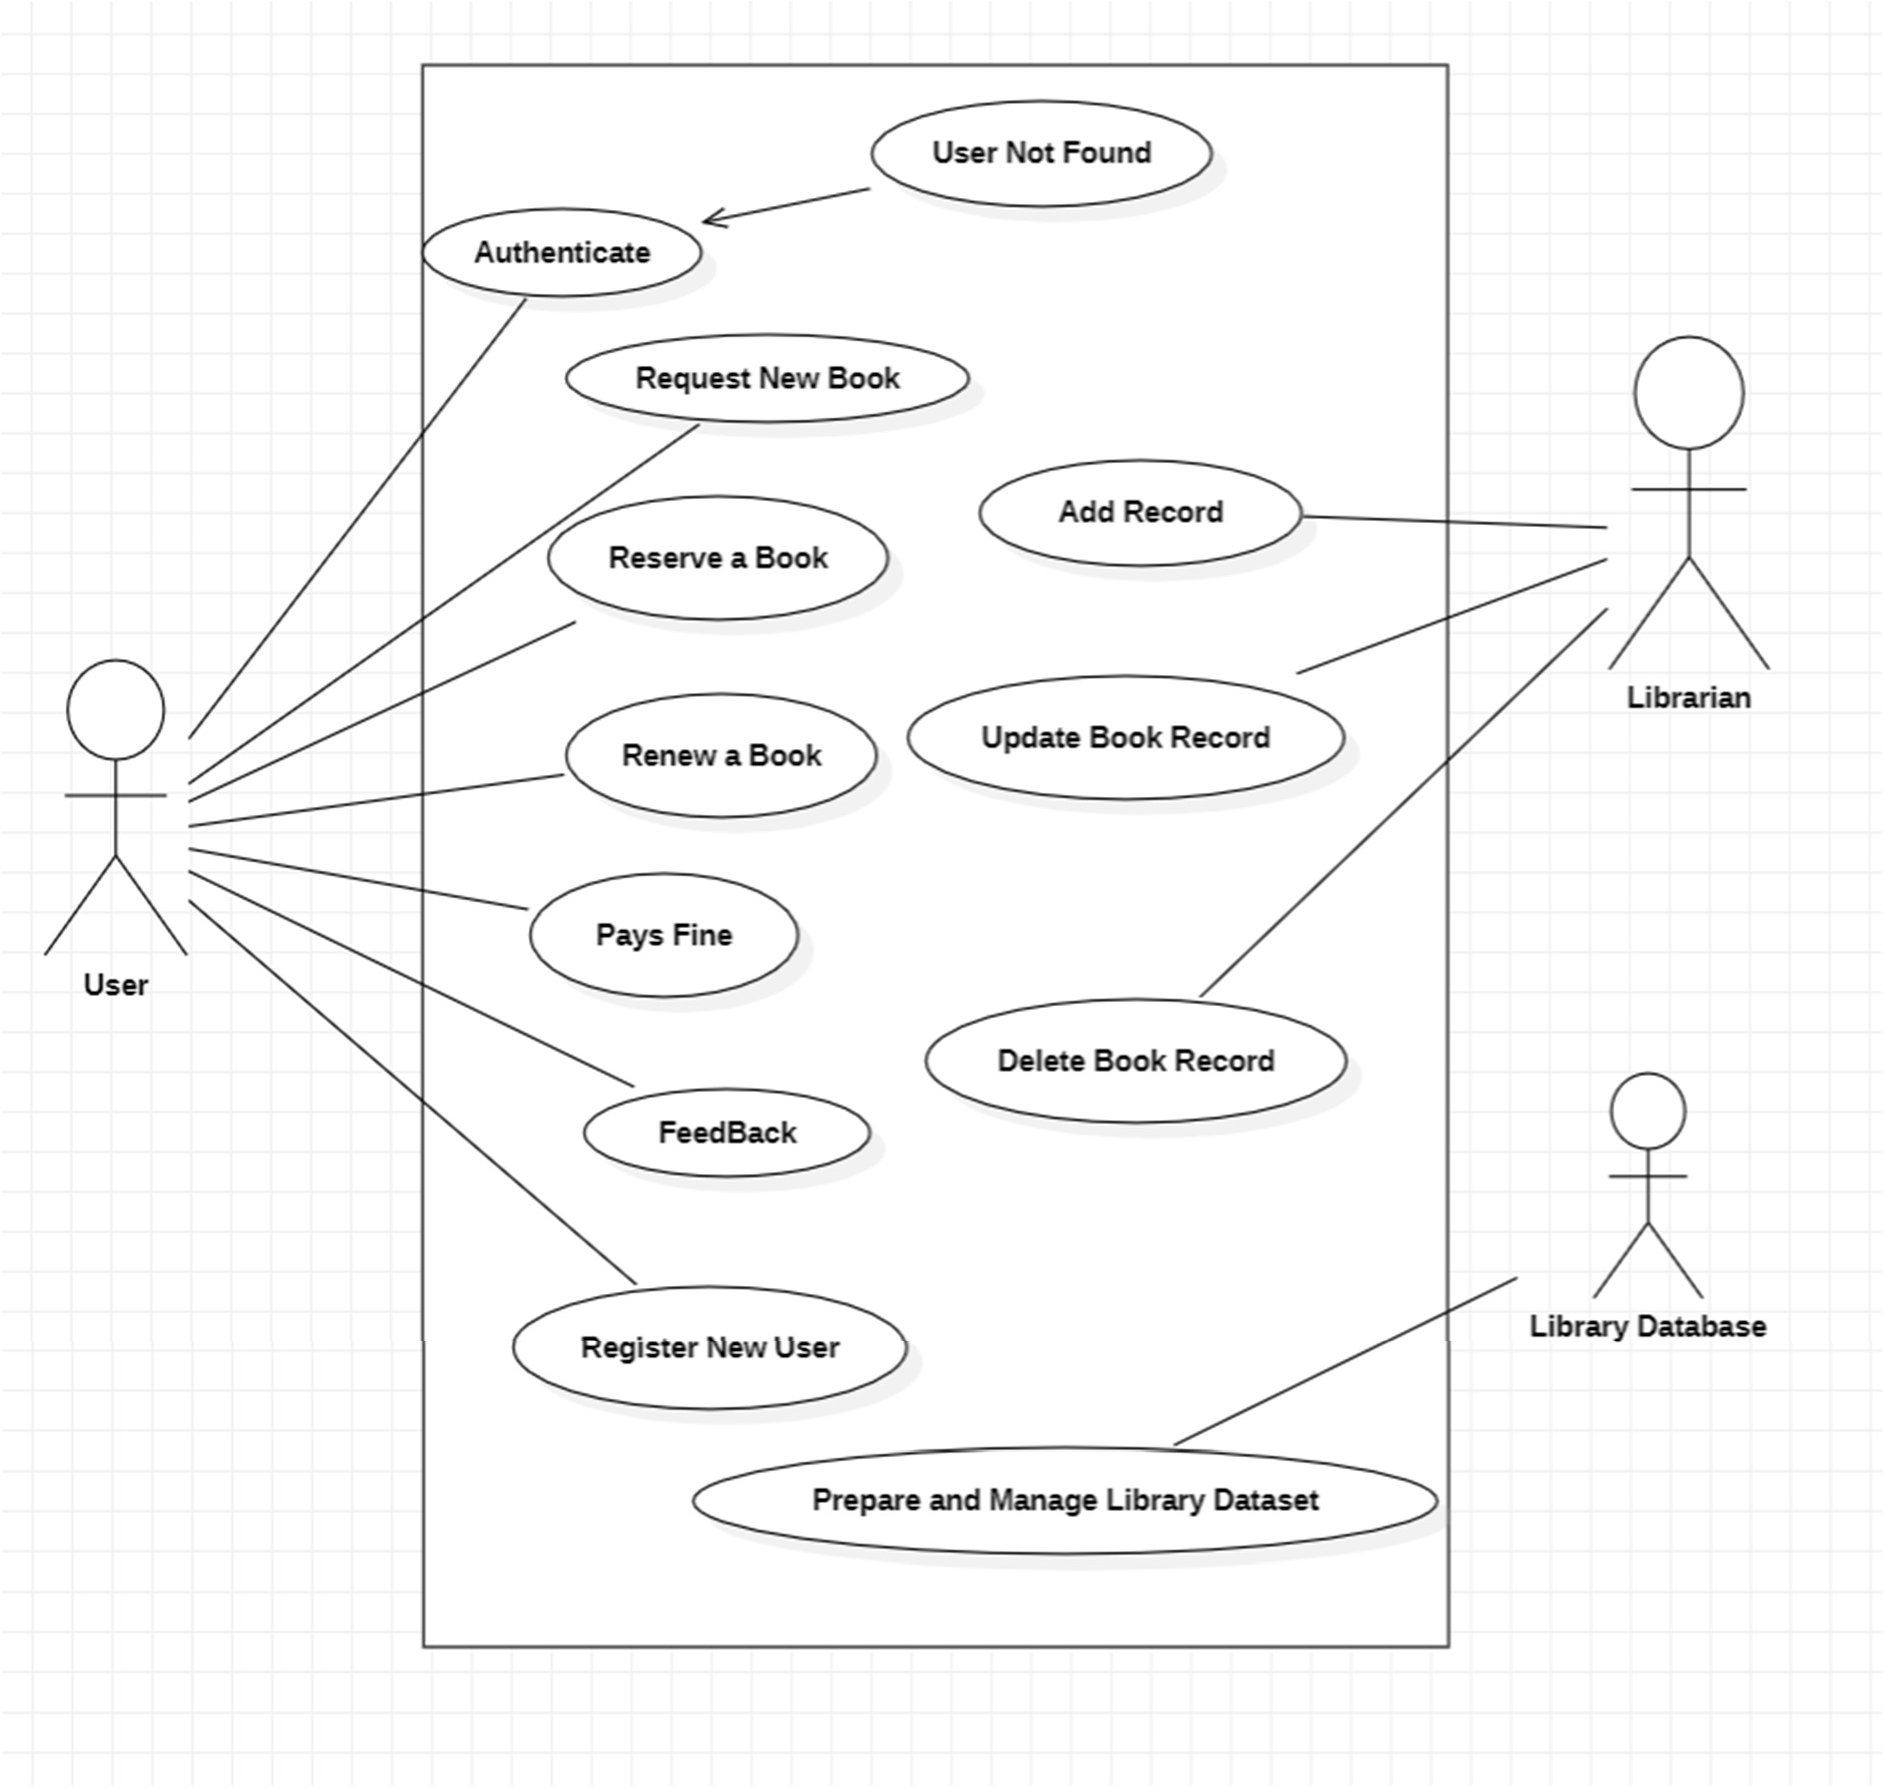 User Not Found
Authenticate
Request New Book
Add Record
Reserve a Book
Librarian
Update Book Record
Renew a Book
Pays Fine
User
Delete Book Record
FeedBack
Library Database
Register New User
Prepare and Manage Library Dataset